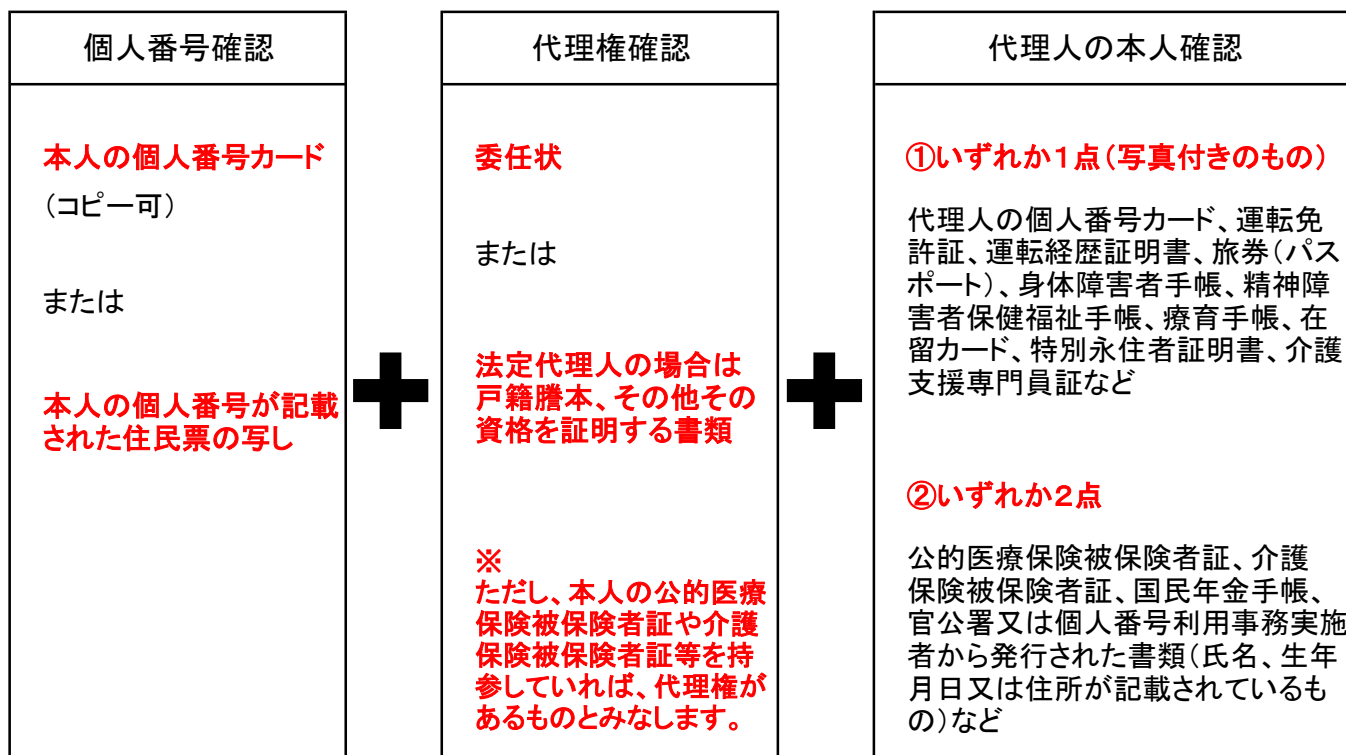 個人番号確認
本人の個人番号カード
（コピー可）
または
本人の個人番号が記載
された住民票の写し
代理権確認
委任状
または
法定代理人の場合は
戸籍謄本、その他その
資格を証明する書類
※
ただし、本人の公的医療
保険被保険者証や介護
保険被保険者証等を持
参していれば、代理権が
あるものとみなします。
代理人の本人確認
①いずれか１点（写真付きのもの）
代理人の個人番号カード、運転免
許証、運転経歴証明書、旅券（パス
ポート）、身体障害者手帳、精神障
害者保健福祉手帳、療育手帳、在
留カード、特別永住者証明書、介護
支援専門員証など
②いずれか２点
公的医療保険被保険者証、介護
保険被保険者証、国民年金手帳、
官公署又は個人番号利用事務実施
者から発行された書類（氏名、生年
月日又は住所が記載されているも
の）など